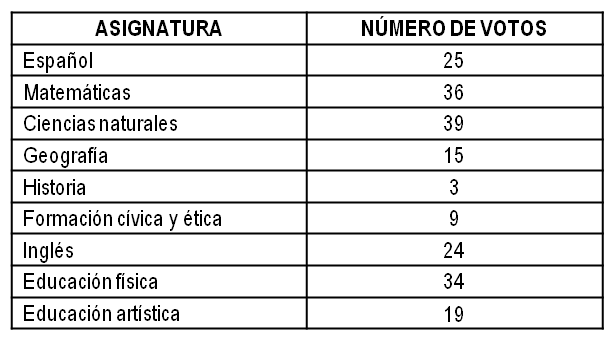 ASIGNATURA NÚMERO DE VOTOS
Español 25
Matemáticas 36
Ciencias naturales 39
Geografía 15
Historia 3
Formación cívica y ética 9
Inglés 24
Educación física 34
Educación artística 19